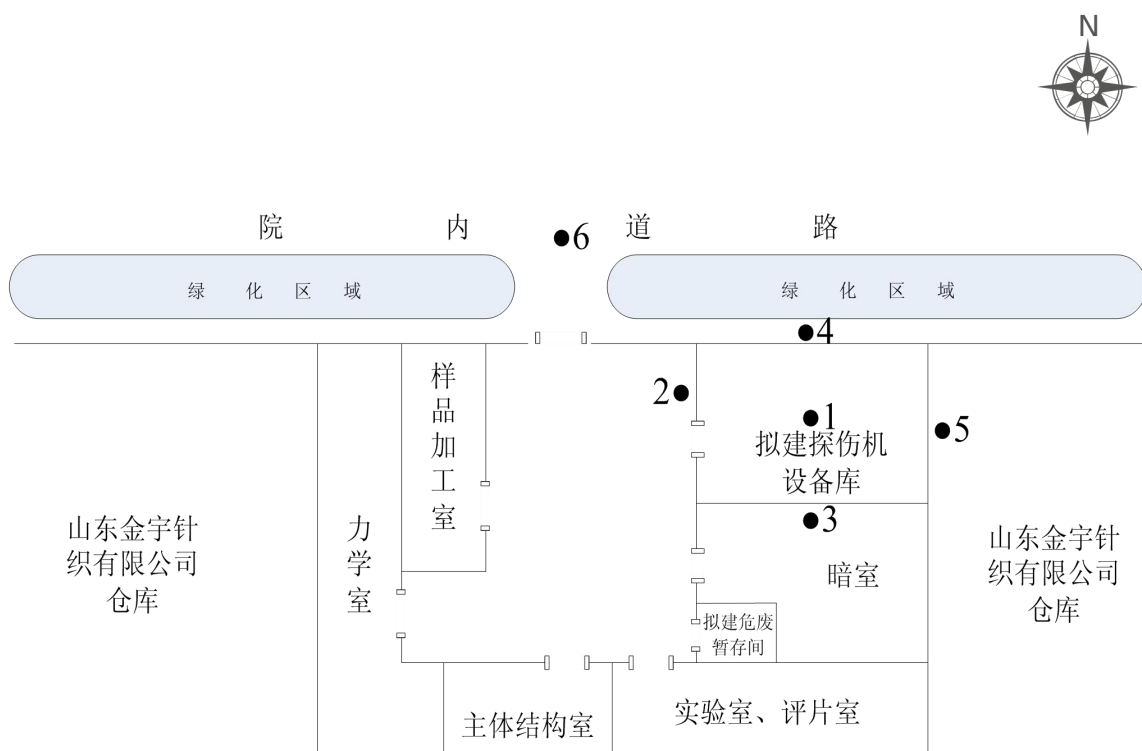 N
院内道路
6
绿化区域
绿化区域
4
样品加工室
2
1
拟建探伤机
设备库
5
3
山东金宇针
织有限公司
仓库
力学室
暗室
山东金宇针
织有限公司
仓库
拟建危废
暂存间
主体结构室
实验室、评片室